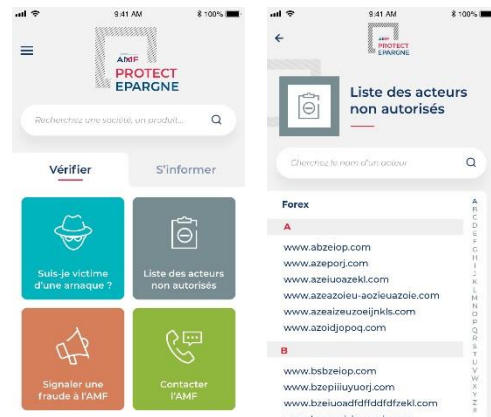 9:41 AM
100%
AMF
PROTECT
EPARGNE
Recherchez une société, un produit...
Vérifier
S'informer
Suis-je victime
d'une arnaque ?
Liste des acteurs
non autorisés
Signaler une
fraude à l'AMF
Contacter
l'AMF
9:41 AM
100%
AMF
PROTECT
EPARGNE
Liste des acteurs
non autorisés
Cherchez le nom d'un acteur
Forex
A
www.abzeiop.com
www.azeporj.com
www.azeiuoazekl.com
www.azeazoieu-aozieuazoie.com
www.azeaizeuzoeijnkls.com
www.azoidjopoq.com
B
www.bsbzeiop.com
www.bzepiiiuyuorj.com
www.bzeiuoadfdffddfdfzekl.com
A
B
C
D
E
F
G
H
I
J
K
L
M
N
O
P
Q
R
S
T
U
V
W
X
Y
Z
#